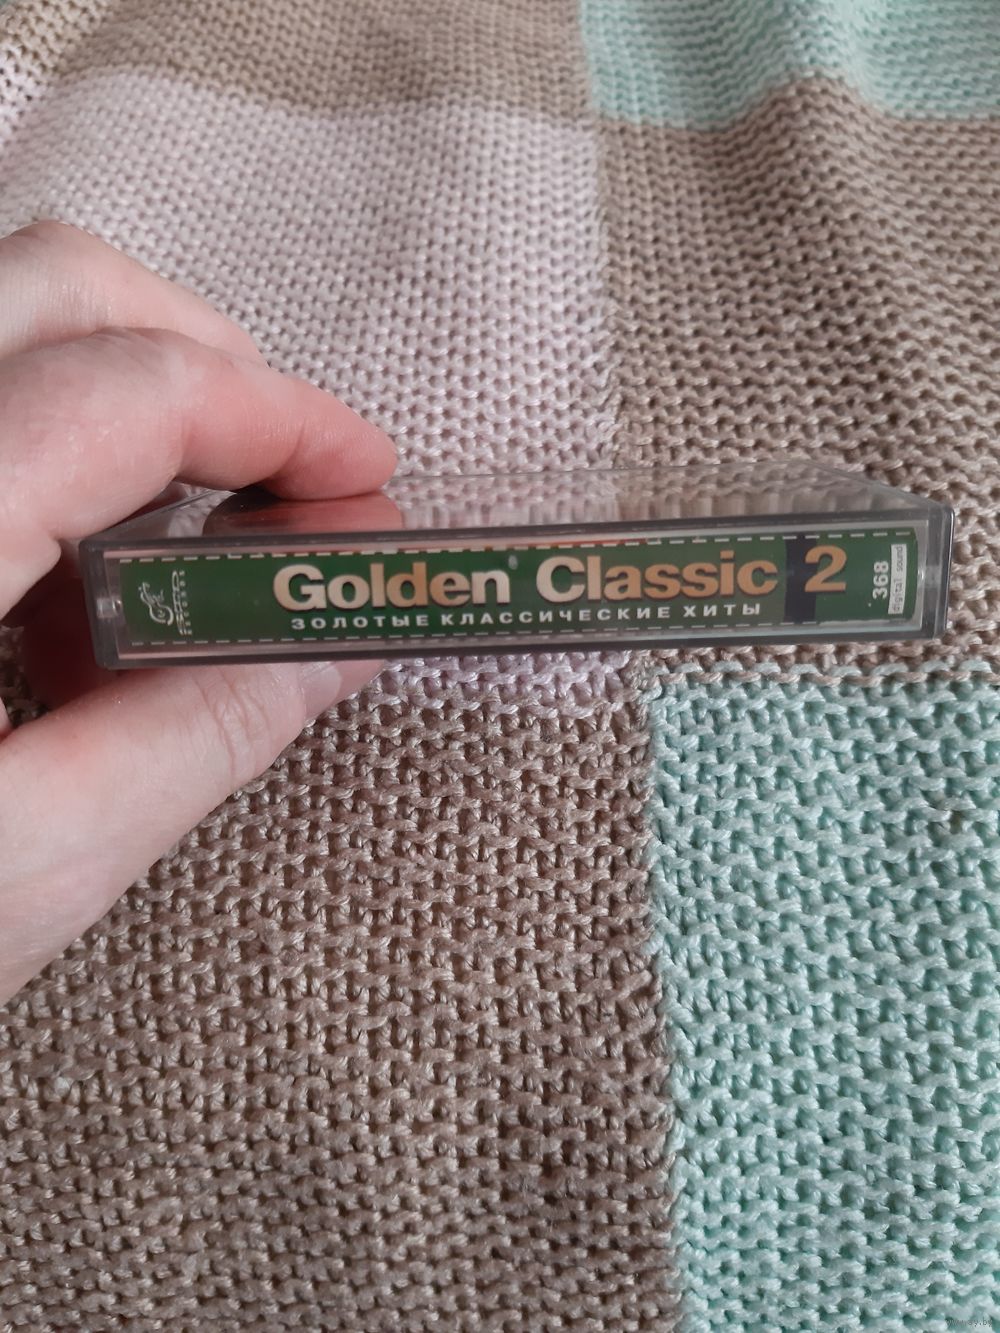 Golden Classic 2
ЗОЛОТЫЕ КЛАССИЧЕСКИЕ ХИТЫ
368
digital sound